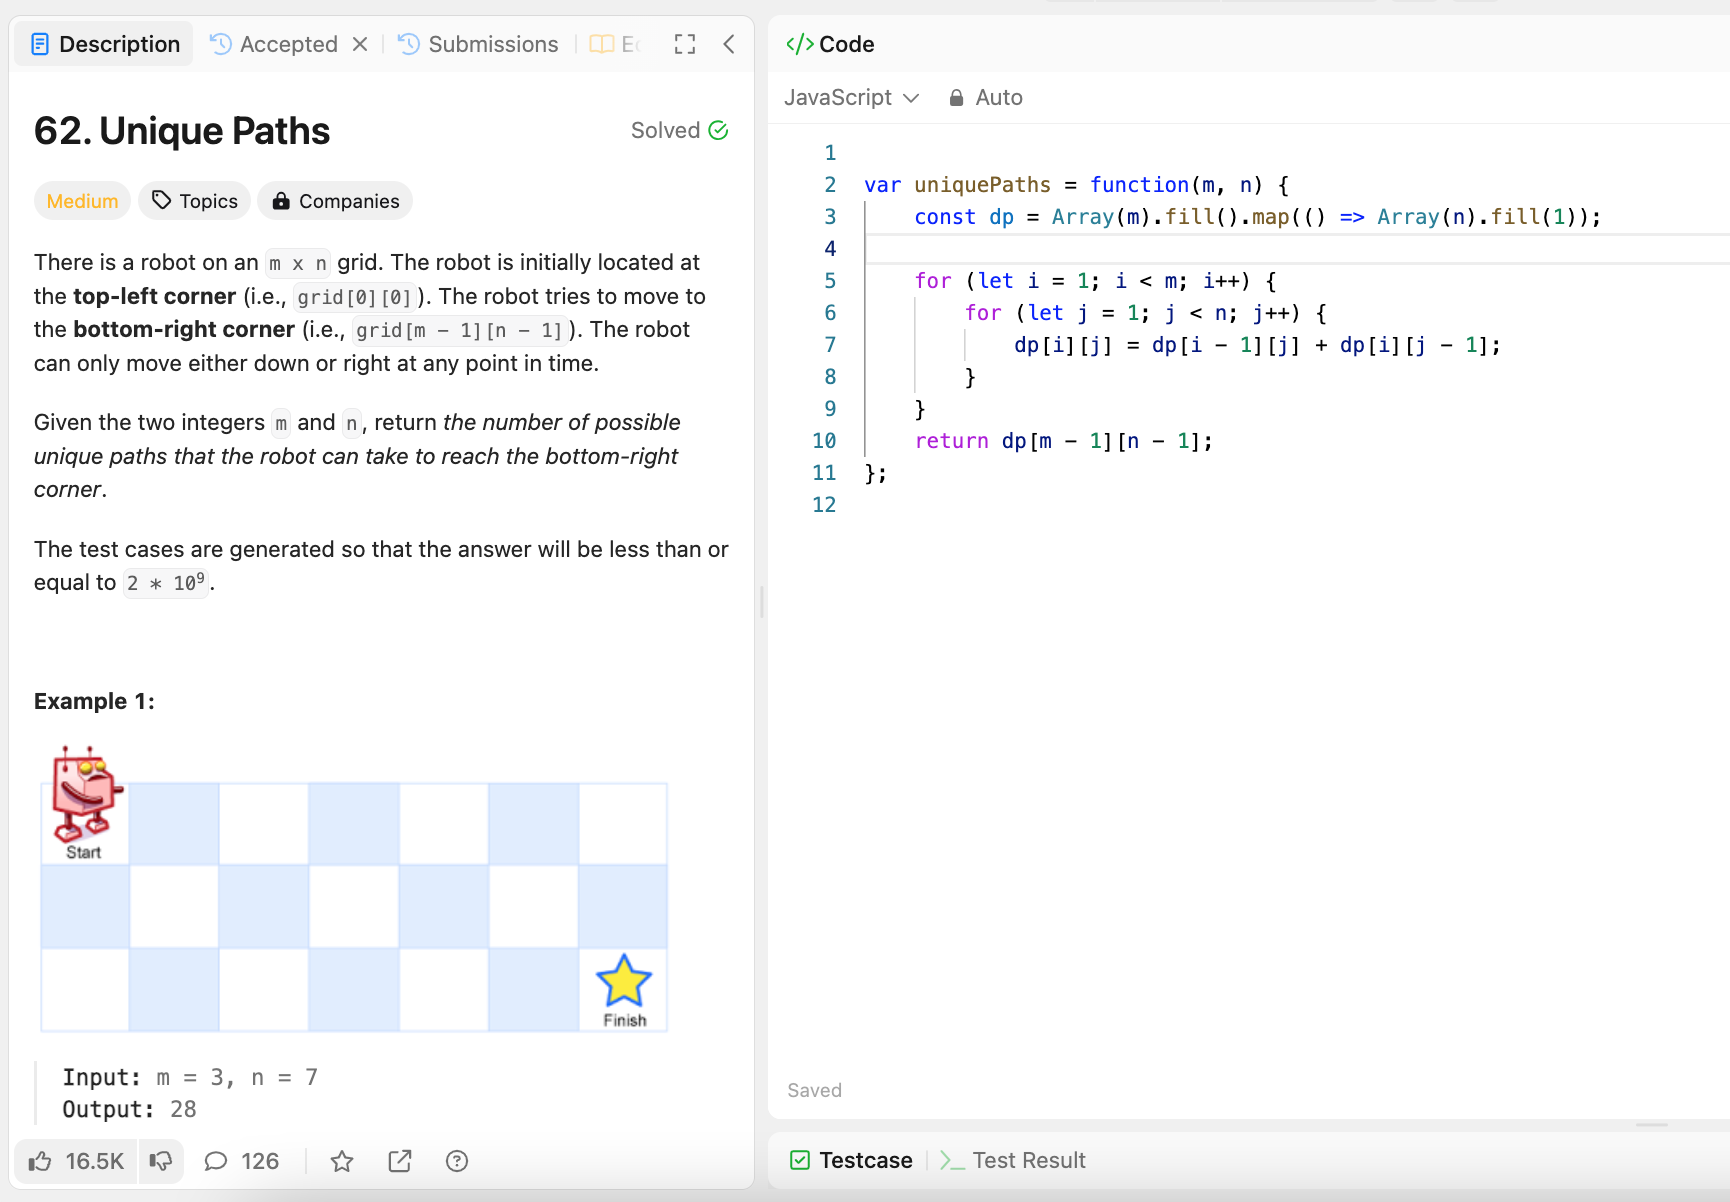 Description
Accepted
Submissions
62. Unique Paths
Solved
Medium
Topics
Companies
There is a robot on an m x n grid. The robot is initially located at
the top-left corner (i.e., grid[0][0]). The robot tries to move to
the bottom-right corner (i.e., grid[m - 1][n - 1]). The robot
can only move either down or right at any point in time.
Given the two integers m and n, return the number of possible
unique paths that the robot can take to reach the bottom-right
corner.
The test cases are generated so that the answer will be less than or
equal to 2 * 10⁹.
Example 1:
Start
Finish
Input: m = 3, n = 7
Output: 28
16.5K
126
</> Code
JavaScript
Auto
1
2 var uniquePaths = function(m, n) {
3     const dp = Array(m).fill().map(() => Array(n).fill(1));
4
5     for (let i = 1; i < m; i++) {
6         for (let j = 1; j < n; j++) {
7             dp[i][j] = dp[i - 1][j] + dp[i][j - 1];
8         }
9     }
10     return dp[m - 1][n - 1];
11 };
12
Saved
Testcase
Test Result